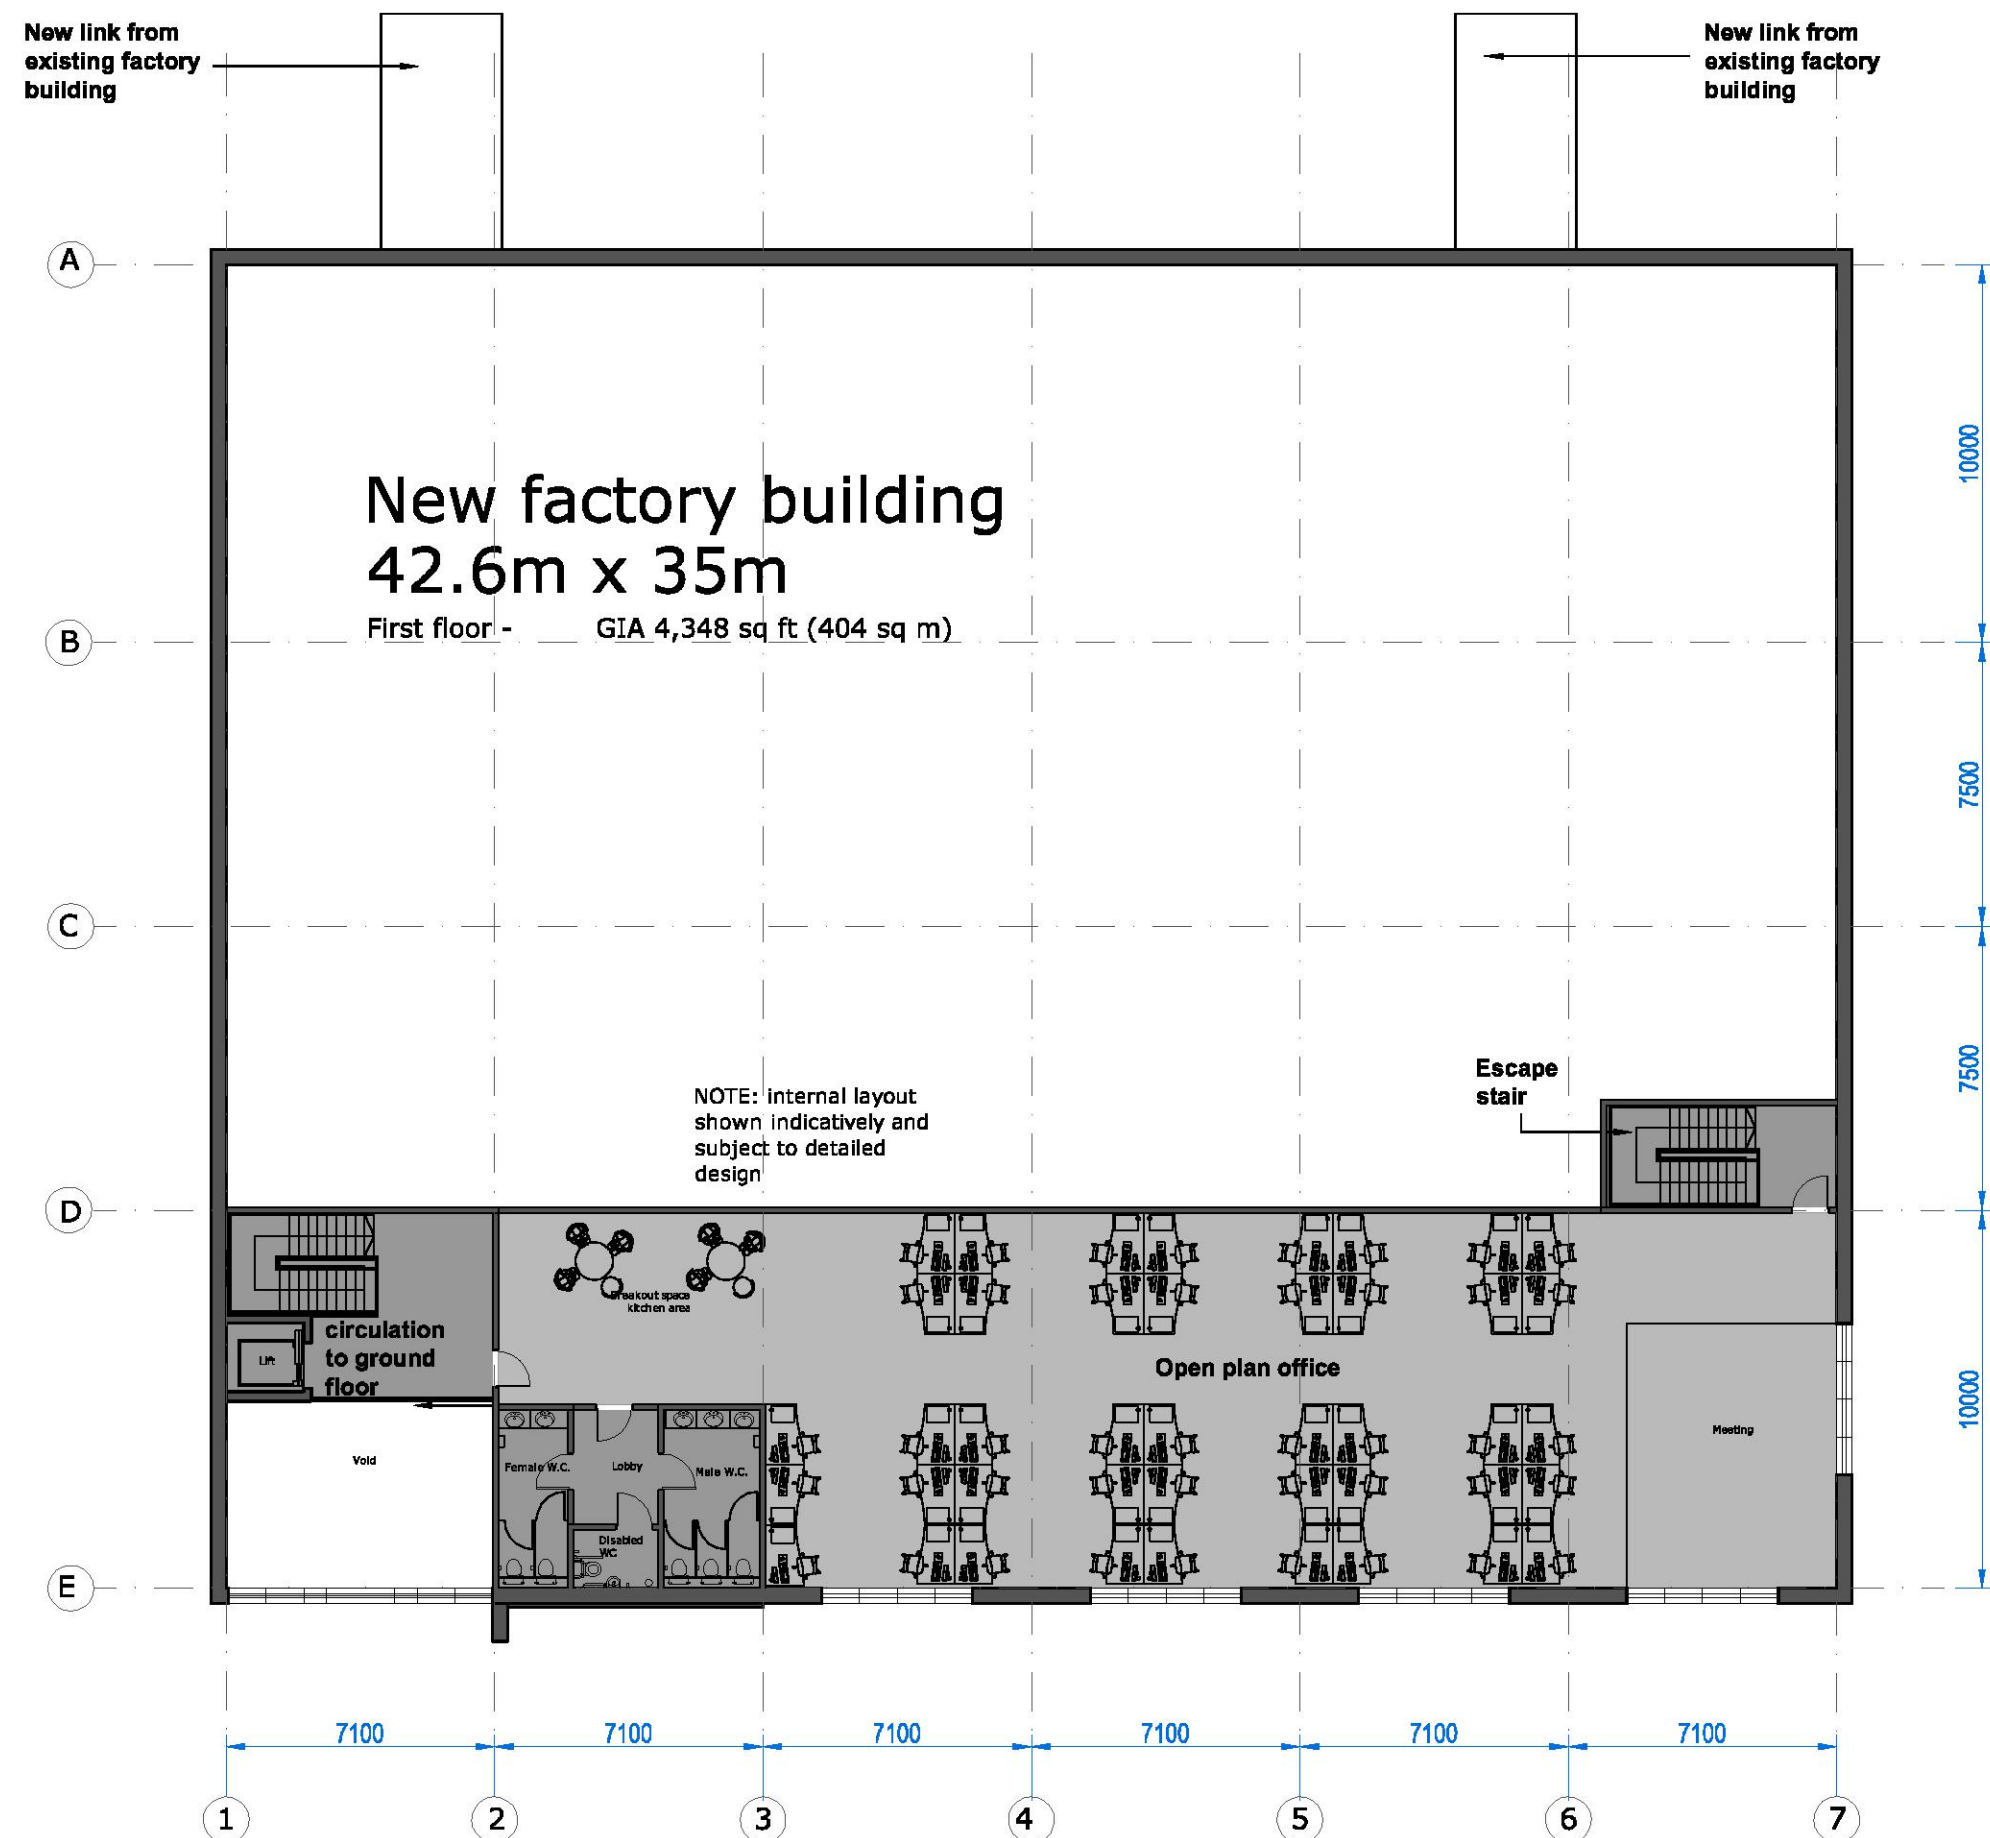 New link from
existing factory
building
New link from
existing factory
building
A
New factory building
42.6m x 35m
First floor - GIA 4,348 sq ft (404 sq m)
10000
B
7500
C
7500
NOTE: internal layout
shown indicatively and
subject to detailed
design
Escape
stair
D
Breakout space
kitchen area
circulation
to ground
floor
Lift
Open plan office
10000
Void
Female W.C.
Lobby
Male W.C.
Meeting
Disabled
WC
E
7100
7100
7100
7100
7100
7100
1
2
3
4
5
6
7